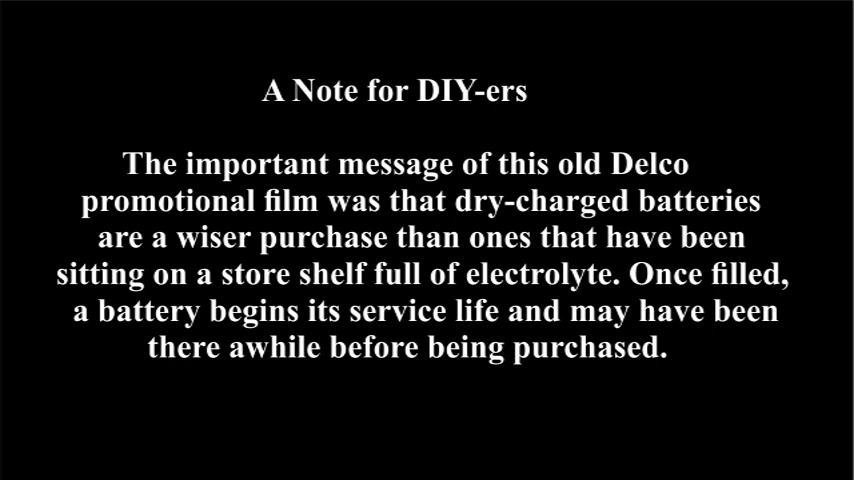 A Note for DIY-ers
The important message of this old Delco
promotional film was that dry-charged batteries
are a wiser purchase than ones that have been
sitting on a store shelf full of electrolyte. Once filled,
a battery begins its service life and may have been
there awhile before being purchased.